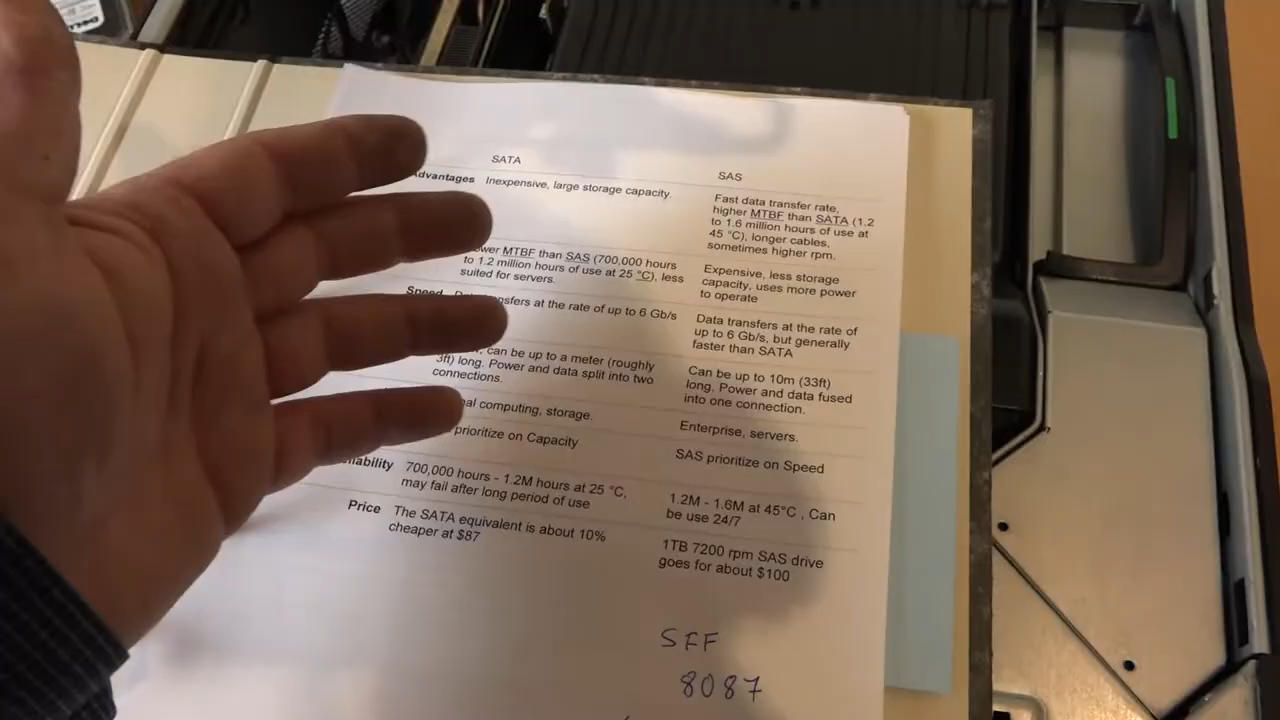 DELL
SATA
SAS
Advantages Inexpensive, large storage capacity.
Fast data transfer rate,
higher MTBF than SATA (1.2
to 1.6 million hours of use at
45 °C), longer cables,
sometimes higher rpm.
MTBF than SAS (700,000 hours
to 1.2 million hours of use at 25 °C), less
suited for servers.
Expensive, less storage
capacity, uses more power
to operate
Speed at the rate of up to 6 Gb/s
Data transfers at the rate of
up to 6 Gb/s, but generally
faster than SATA
can be up to a meter (roughly
3ft) long. Power and data split into two
connections.
Can be up to 10m (33ft)
long. Power and data fused
into one connection.
computing, storage.
Enterprise, servers.
prioritize on Capacity
SAS prioritize on Speed
700,000 hours - 1.2M hours at 25 °C,
may fail after long period of use
1.2M - 1.6M at 45°C , Can
be use 24/7
Price The SATA equivalent is about 10%
cheaper at $87
1TB 7200 rpm SAS drive
goes for about $100
SFF
8087